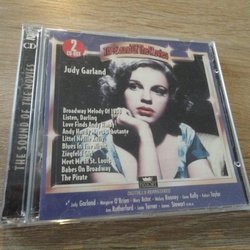 2
CD SET
The Sound Of The Movies
Judy Garland
Broadway Melody Of 1938
Listen, Darling
Love Finds Andy Hardy
Andy Hardy Meets Debutante
Little Nellie Kelly
Blues In The Night
Ziegfeld Girl
Meet Me In St. Louis
Babes On Broadway
The Pirate
DIGITALLY REMASTERED
Judy Garland · Margaret O'Brien · Mary Astor · Mickey Rooney · Gene Kelly · Robert Taylor
Ann Rutherford · Lana Turner · James Stewart
THE SOUND OF THE MOVIES